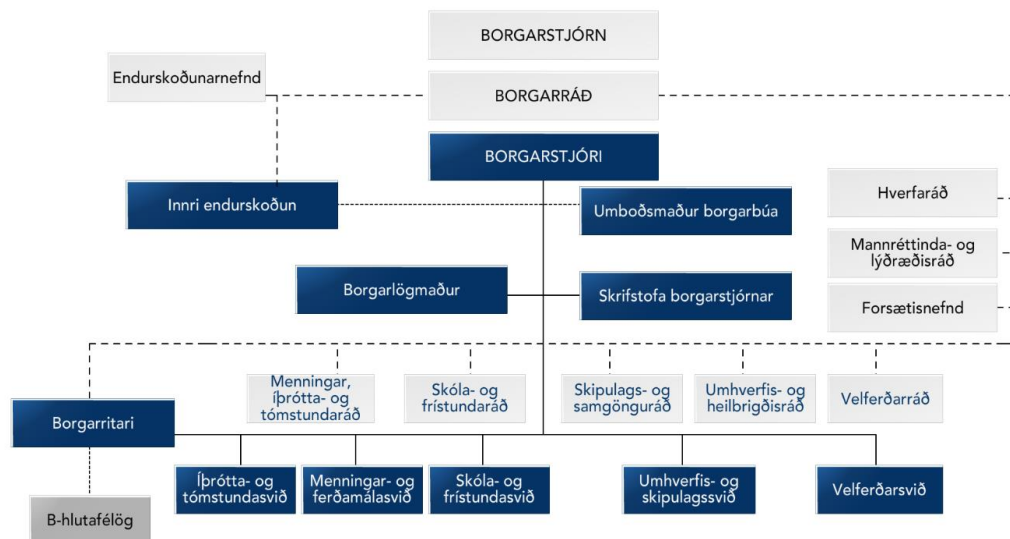 BORGARSTJÓRN
Endurskoðunarnefnd
BORGARRÁÐ
BORGARSTJÓRI
Innri endurskoðun
Umboðsmaður borgarbúa
Hverfaráð
Mannréttinda- og
lýðræðisráð
Borgarlögmaður
Skrifstofa borgarstjórnar
Forsætisnefnd
Menningar,
íþrótta- og
tómstundaráð
Skóla- og
frístundaráð
Skipulags- og
samgönguráð
Umhverfis- og
heilbrigðisráð
Velferðarráð
Borgarritari
Íþrótta- og
tómstundasvið
Menningar- og
ferðamálasvið
Skóla- og
frístundasvið
Umhverfis- og
skipulagssvið
Velferðarsvið
B-hlutafélög